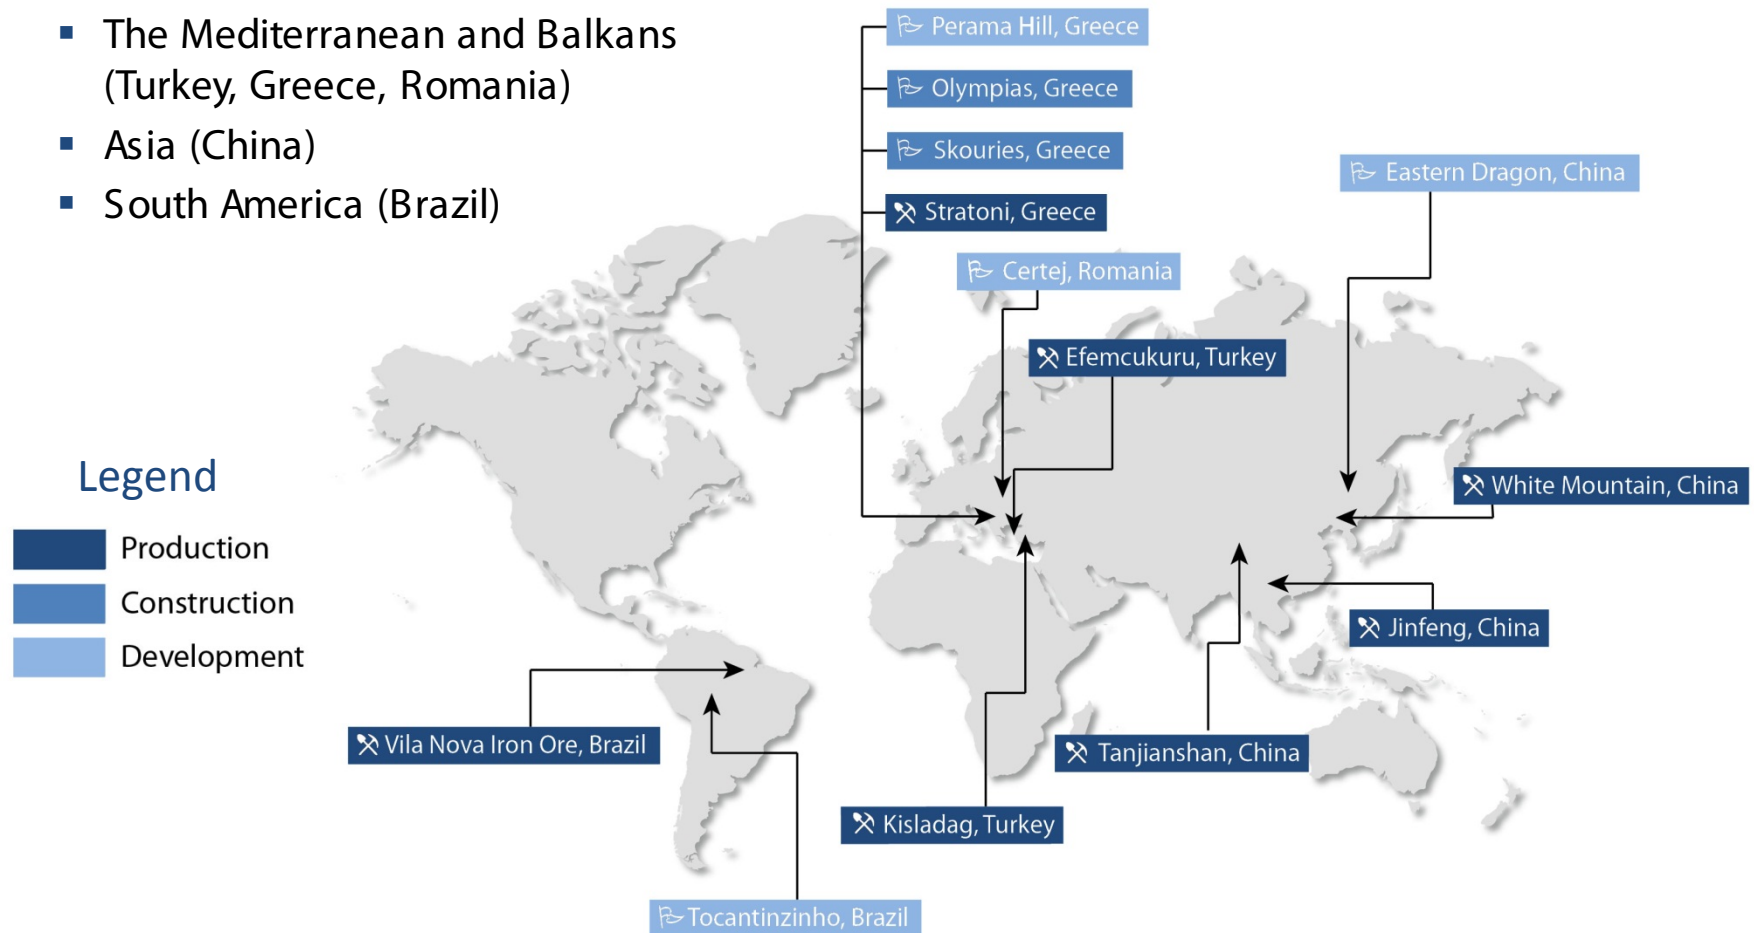 The Mediterranean and Balkans
(Turkey, Greece, Romania)
Asia (China)
South America (Brazil)
Perama Hill, Greece
Olympias, Greece
Skouries, Greece
Stratoni, Greece
Eastern Dragon, China
Certej, Romania
Efemcukuru, Turkey
Legend
Production
Construction
Development
White Mountain, China
Jinfeng, China
Vila Nova Iron Ore, Brazil
Tanjianshan, China
Kisladag, Turkey
Tocantinzinho, Brazil